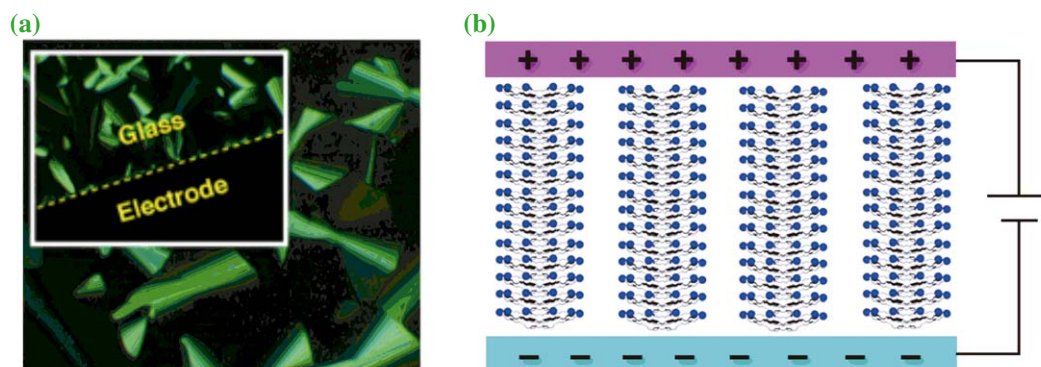 (a)
(b)
Glass
Electrode
+ + + + + + + +
- - - - - - - -